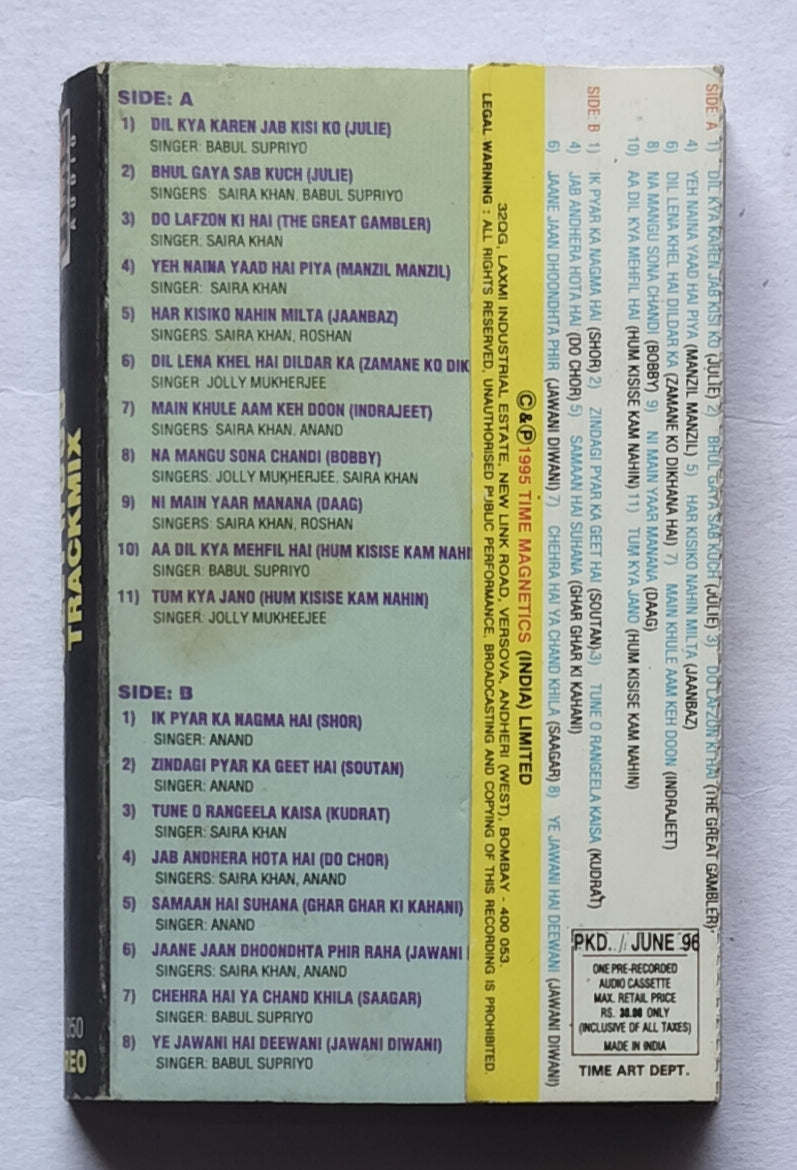 AUDIO
TRACKMIX
050
REO
SIDE: A
1) DIL KYA KAREN JAB KISI KO (JULIE)
SINGER: BABUL SUPRIYO
2) BHUL GAYA SAB KUCH (JULIE)
SINGERS: SAIRA KHAN, BABUL SUPRIYO
3) DO LAFZON KI HAI (THE GREAT GAMBLER)
SINGER: SAIRA KHAN
4) YEH NAINA YAAD HAI PIYA (MANZIL MANZIL)
SINGER: SAIRA KHAN
5) HAR KISIKO NAHIN MILTA (JAANBAZ)
SINGERS. SAIRA KHAN, ROSHAN
6) DIL LENA KHEL HAI DILDAR KA (ZAMANE KO DIK
SINGER: JOLLY MUKHERJEE
7) MAIN KHULE AAM KEH DOON (INDRAJEET)
SINGERS: SAIRA KHAN, ANAND
8) NA MANGU SONA CHANDI (BOBBY)
SINGERS: JOLLY MUKHERJEE, SAIRA KHAN
9) NI MAIN YAAR MANANA (DAAG)
SINGERS: SAIRA KHAN, ROSHAN
10) AA DIL KYA MEHFIL HAI (HUM KISISE KAM NAHI
SINGER: BABUL SUPRIYO
11) TUM KYA JANO (HUM KISISE KAM NAHIN)
SINGER: JOLLY MUKHEEJEE
SIDE: B
1) IK PYAR KA NAGMA HAI (SHOR)
SINGER: ANAND
2) ZINDAGI PYAR KA GEET HAI (SOUTAN)
SINGER: ANAND
3) TUNE O RANGEELA KAISA (KUDRAT)
SINGER: SAIRA KHAN
4) JAB ANDHERA HOTA HAI (DO CHOR)
SINGERS: SAIRA KHAN, ANAND
5) SAMAAN HAI SUHANA (GHAR GHAR KI KAHANI)
SINGER: ANAND
6) JAANE JAAN DHOONDHTA PHIR RAHA (JAWANI
SINGERS: SAIRA KHAN, ANAND
7) CHEHRA HAI YA CHAND KHILA (SAAGAR)
SINGER: BABUL SUPRIYO
8) YE JAWANI HAI DEEWANI (JAWANI DIWANI)
SINGER: BABUL SUPRIYO
©&℗1995 TIME MAGNETICS (INDIA) LIMITED
32QG, LAXMI INDUSTRIAL ESTATE, NEW LINK ROAD, VERSOVA, ANDHERI (WEST), BOMBAY - 400 053.
LEGAL WARNING : ALL RIGHTS RESERVED, UNAUTHORISED PUBLIC PERFORMANCE, BROADCASTING AND COPYING OF THIS RECORDING IS PROHIBITED.
SIDE: A 1) DIL KYA KAREN JAB KISI KO (JULIE) 2) BHUL GAYA SAB KUCH (JULIE) 3) DO LAFZON KI HAI (THE GREAT GAMBLER)
4) YEH NAINA YAAD HAI PIYA (MANZIL MANZIL) 5) HAR KISIKO NAHIN MILTA (JAANBAZ)
6) DIL LENA KHEL HAI DILDAR KA (ZAMANE KO DIKHANA HAI) 7) MAIN KHULE AAM KEH DOON (INDRAJEET)
8) NA MANGU SONA CHANDI (BOBBY) 9) NI MAIN YAAR MANANA (DAAG)
10) AA DIL KYA MEHFIL HAI (HUM KISISE KAM NAHIN) 11) TUM KYA JANO (HUM KISISE KAM NAHIN)
SIDE: B 1) IK PYAR KA NAGMA HAI (SHOR) 2) ZINDAGI PYAR KA GEET HAI (SOUTAN) 3) TUNE O RANGEELA KAISA (KUDRAT)
4) JAB ANDHERA HOTA HAI (DO CHOR) 5) SAMAAN HAI SUHANA (GHAR GHAR KI KAHANI)
6) JAANE JAAN DHOONDHTA PHIR (JAWANI DIWANI) 7) CHEHRA HAI YA CHAND KHILA (SAAGAR) 8) YE JAWANI HAI DEEWANI (JAWANI DIWANI)
PKD. / JUNE 96
ONE PRE-RECORDED
AUDIO CASSETTE
MAX. RETAIL PRICE
RS. 30.00 ONLY
(INCLUSIVE OF ALL TAXES)
MADE IN INDIA
TIME ART DEPT.